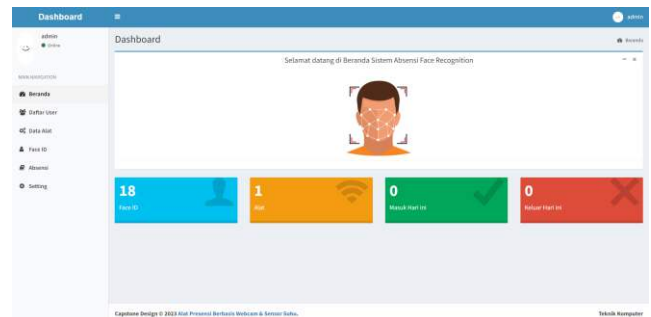 Dashboard
admin
admin
Online
Dashboard
Beranda
Selamat datang di Beranda Sistem Absensi Face Recognition
MAIN NAVIGATION
Beranda
Daftar User
Data Alat
Face ID
Absensi
Setting
18
Face ID
1
Alat
0
Masuk Hari Ini
0
Keluar Hari Ini
Capstone Design © 2023 Alat Presensi Berbasis Webcam & Sensor Suhu.
Teknik Komputer